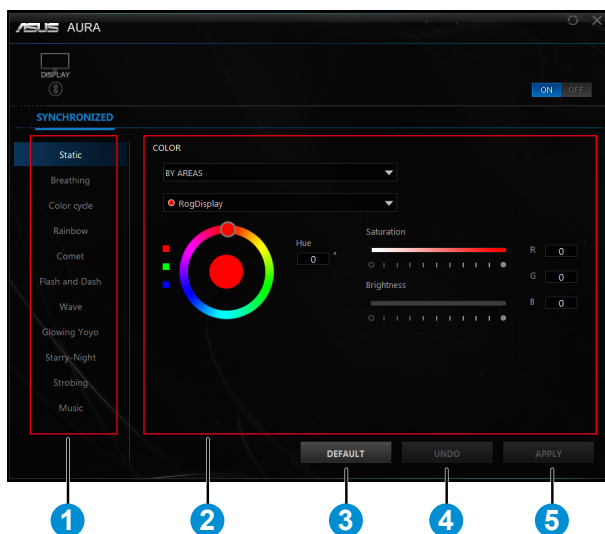 ASUS AURA
DISPLAY
ON OFF
SYNCHRONIZED
Static
Breathing
Color cycle
Rainbow
Comet
Flash and Dash
Wave
Glowing Yoyo
Starry-Night
Strobing
Music
COLOR
BY AREAS
RogDisplay
Hue
0 °
Saturation
Brightness
R 0
G 0
B 0
DEFAULT
UNDO
APPLY
1
2
3
4
5